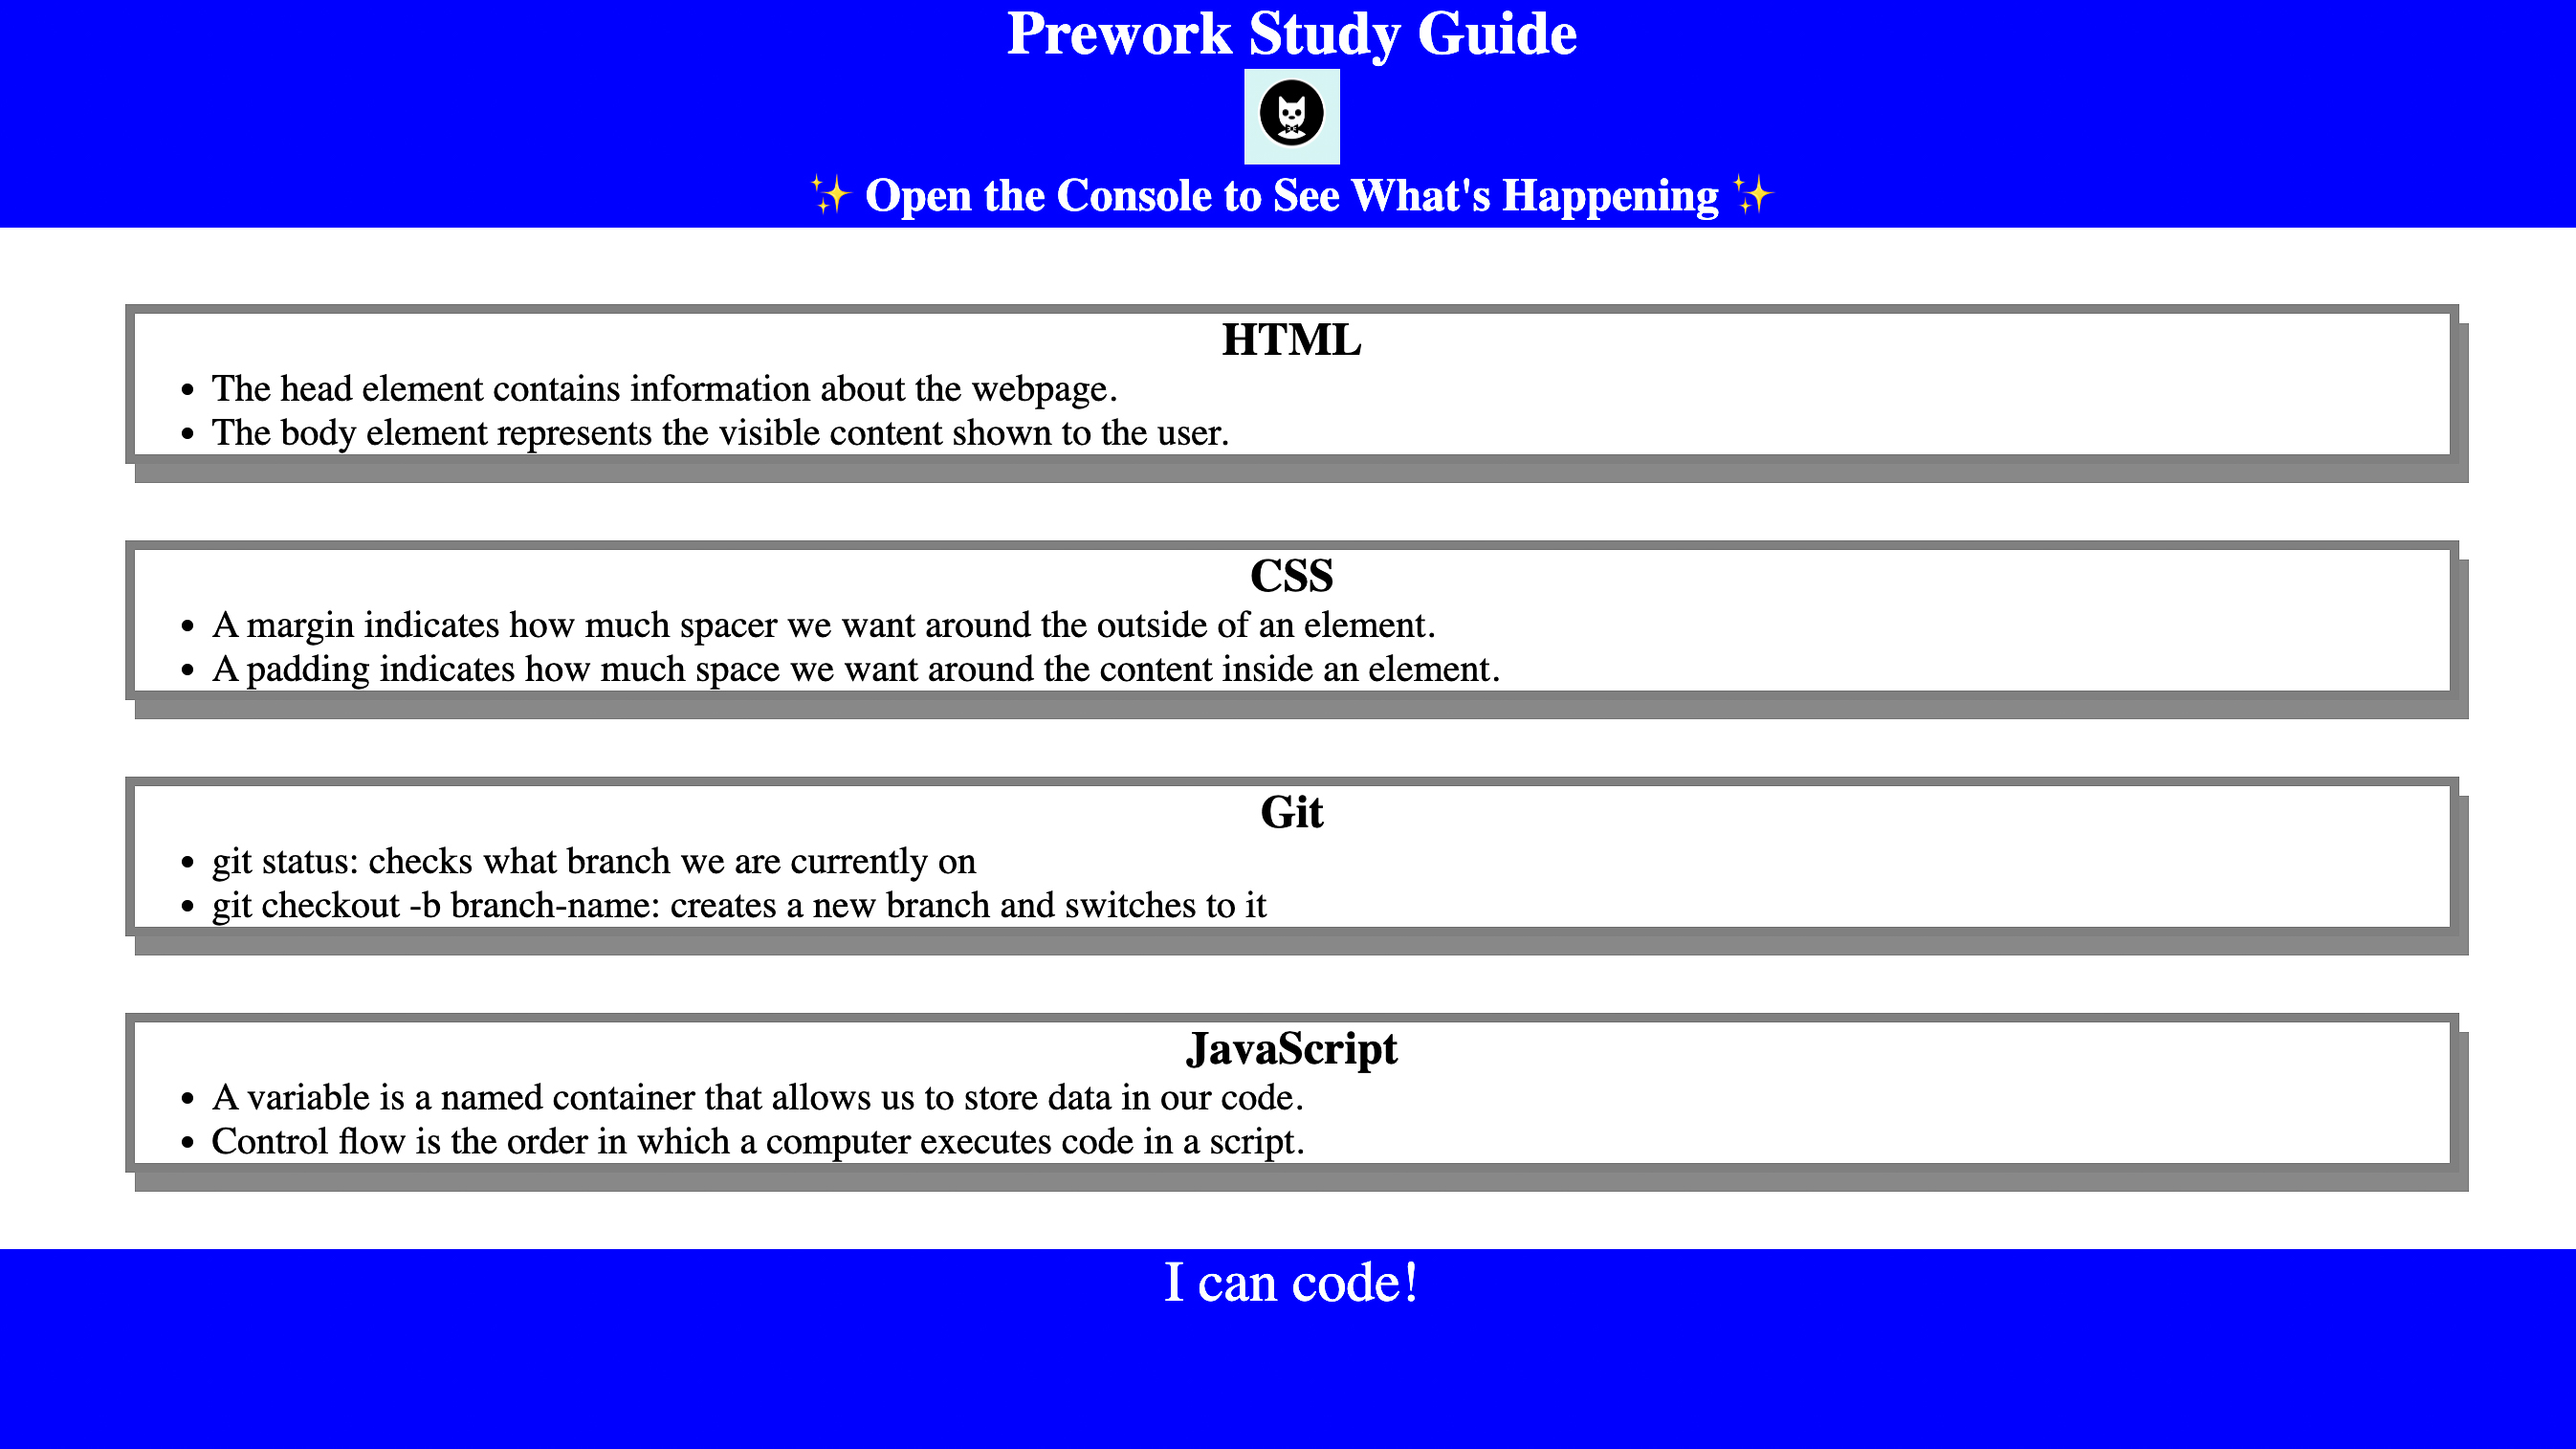 Prework Study Guide
✨ Open the Console to See What's Happening ✨
HTML
• The head element contains information about the webpage.
• The body element represents the visible content shown to the user.
CSS
• A margin indicates how much spacer we want around the outside of an element.
• A padding indicates how much space we want around the content inside an element.
Git
• git status: checks what branch we are currently on
• git checkout -b branch-name: creates a new branch and switches to it
JavaScript
• A variable is a named container that allows us to store data in our code.
• Control flow is the order in which a computer executes code in a script.
I can code!